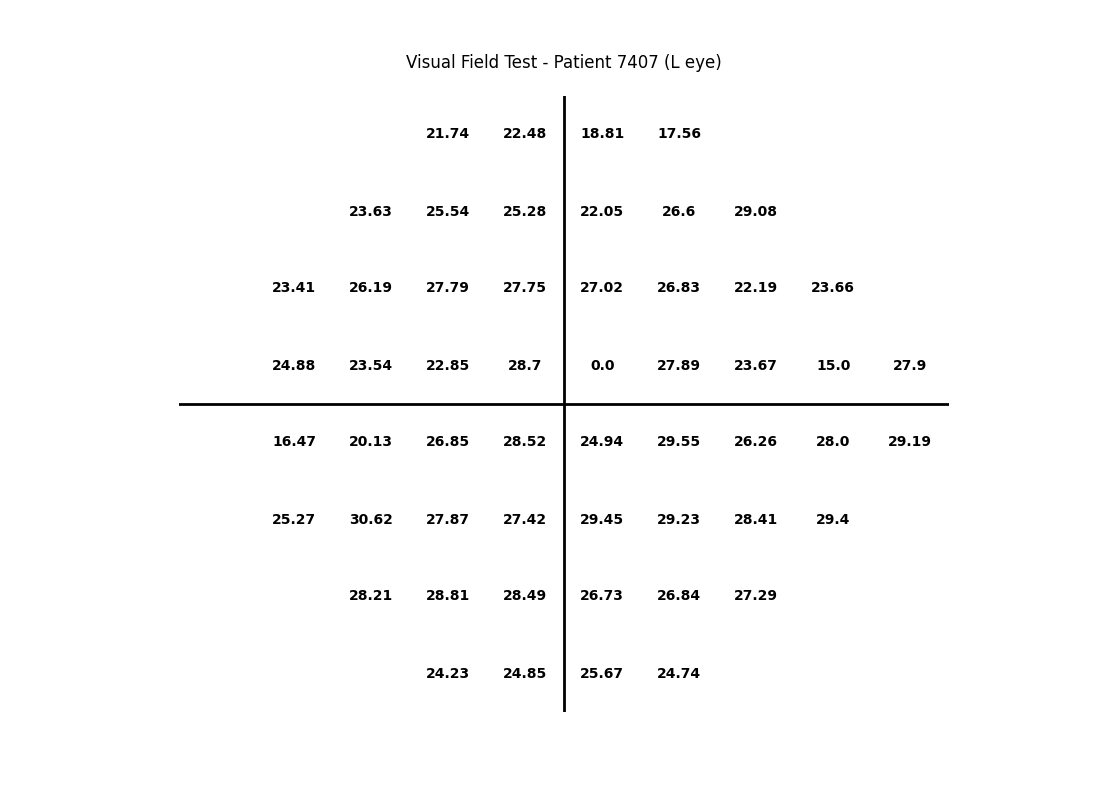 Visual Field Test - Patient 7407 (L eye)
21.74 22.48 18.81 17.56
23.63 25.54 25.28 22.05 26.6 29.08
23.41 26.19 27.79 27.75 27.02 26.83 22.19 23.66
24.88 23.54 22.85 28.7 0.0 27.89 23.67 15.0 27.9
16.47 20.13 26.85 28.52 24.94 29.55 26.26 28.0 29.19
25.27 30.62 27.87 27.42 29.45 29.23 28.41 29.4
28.21 28.81 28.49 26.73 26.84 27.29
24.23 24.85 25.67 24.74